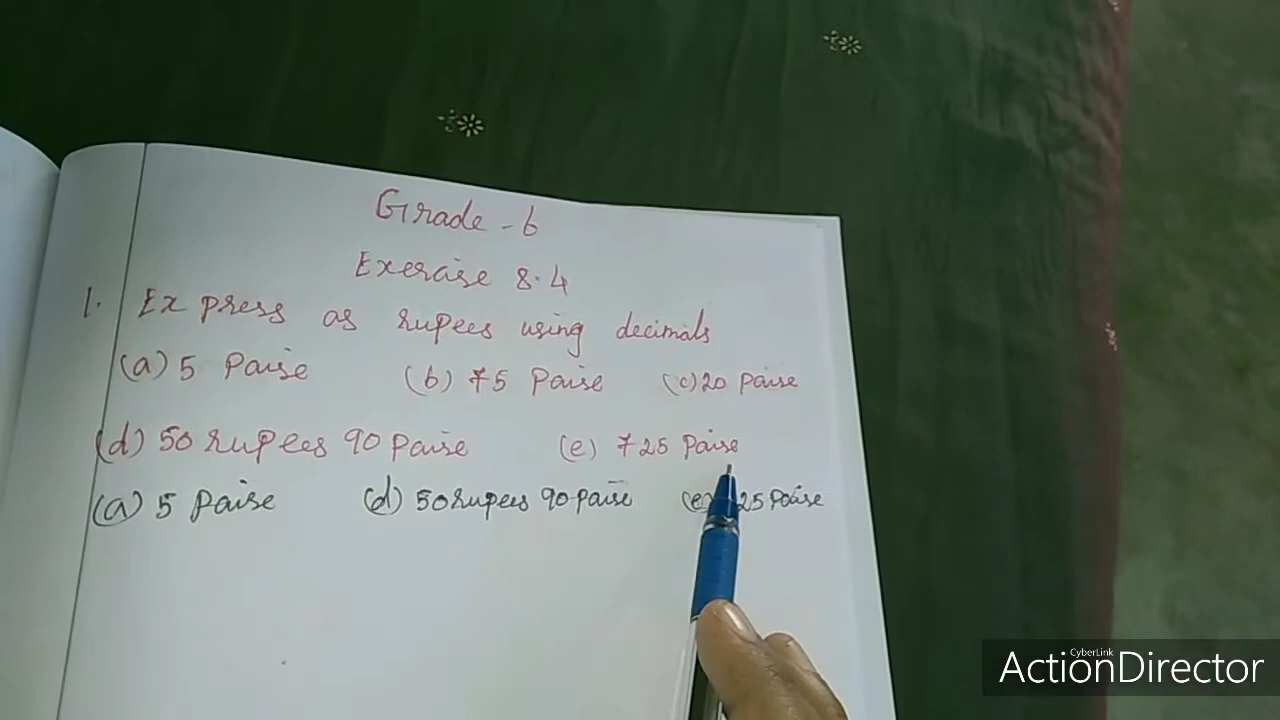 Grade - 6
Exercise 8.4
1. Express as rupees using decimals
(a) 5 Paise (b) 75 Paise (c) 20 paise
(d) 50 rupees 90 paise (e) 725 Paise
(a) 5 paise (d) 50 rupees 90 paise (e) 25 Paise
CyberLink
ActionDirector